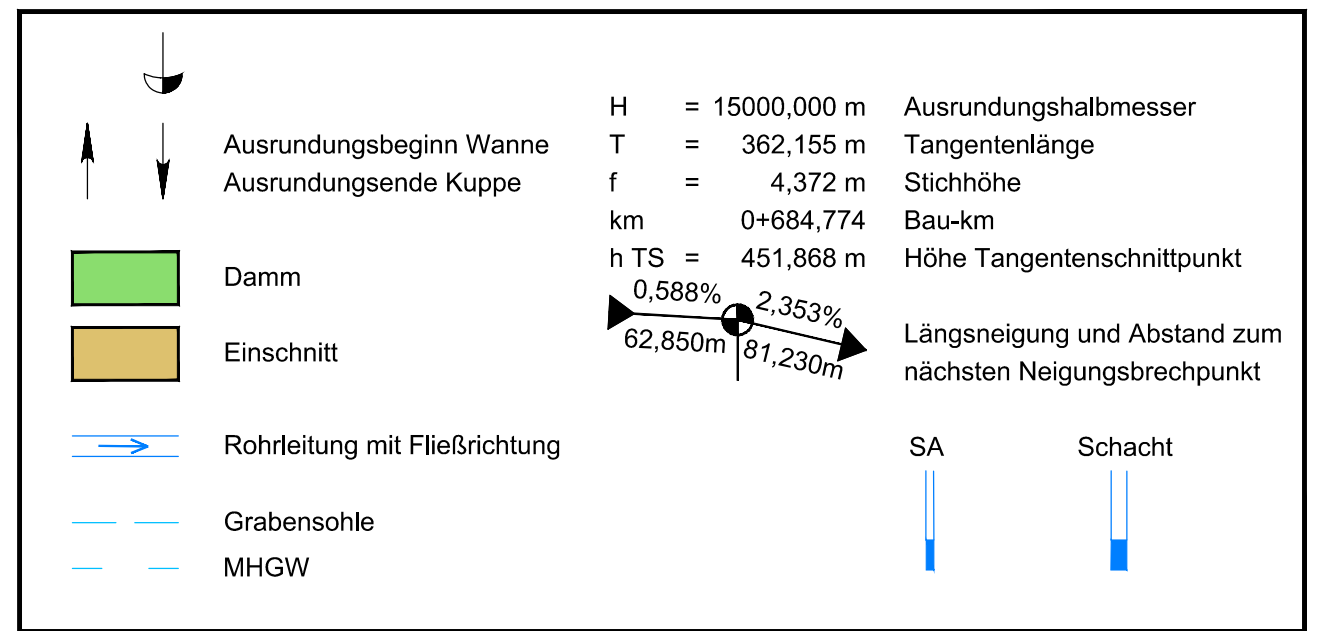 Ausrundungsbeginn Wanne
Ausrundungsende Kuppe
Damm
Einschnitt
Rohrleitung mit Fließrichtung
Grabensohle
MHGW
H = 15000,000 m Ausrundungshalbmesser
T = 362,155 m Tangentenlänge
f = 4,372 m Stichhöhe
km 0+684,774 Bau-km
h TS = 451,868 m Höhe Tangentenschnittpunkt
0,588% 2,353%
62,850m 81,230m
Längsneigung und Abstand zum
nächsten Neigungsbrechpunkt
SA Schacht